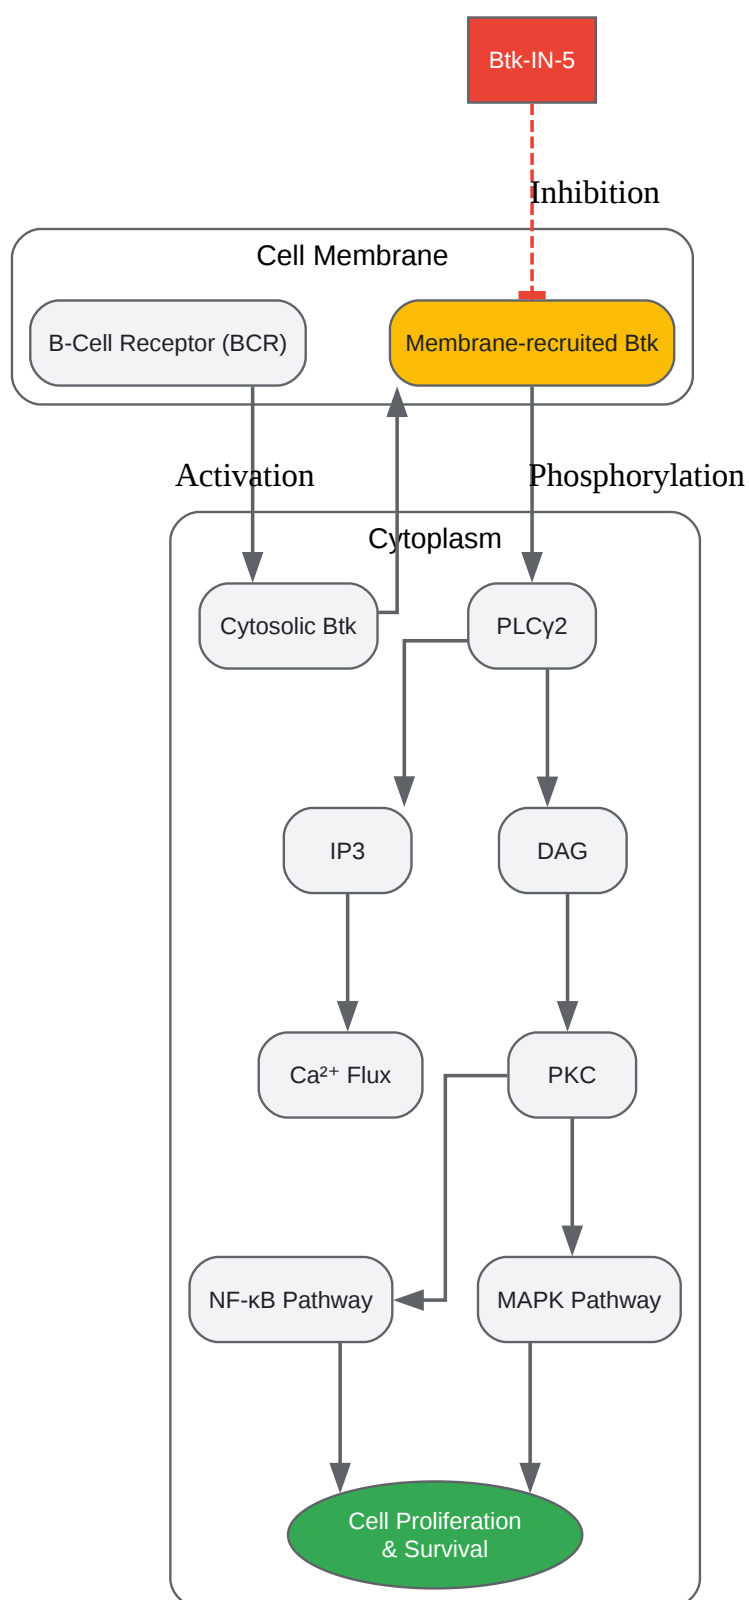 Btk-IN-5
Inhibition
Cell Membrane
B-Cell Receptor (BCR)
Membrane-recruited Btk
Activation
Phosphorylation
Cytoplasm
Cytosolic Btk
PLCγ2
IP3
DAG
Ca²⁺ Flux
PKC
NF-κB Pathway
MAPK Pathway
Cell Proliferation
& Survival